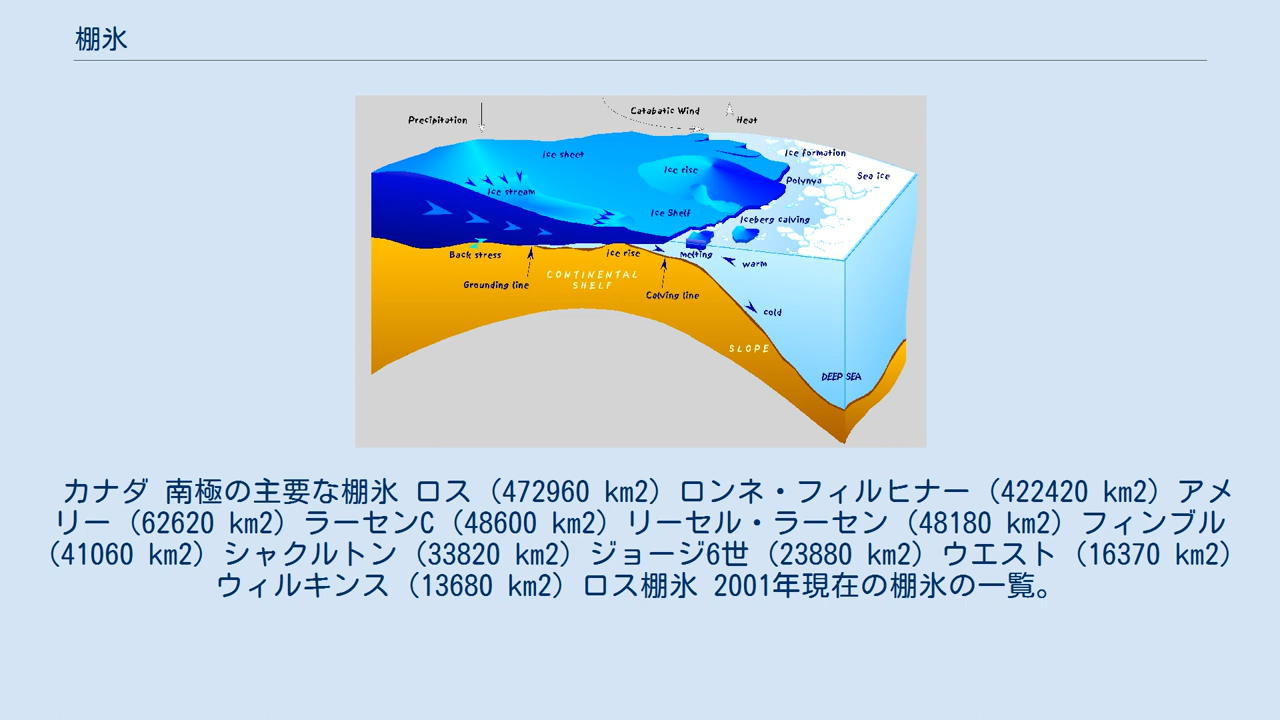 棚氷
Precipitation
Catabatic Wind
Heat
Ice sheet
Ice formation
Ice rise
Polynya
Sea ice
Ice stream
Ice Shelf
Iceberg calving
Back stress
Ice rise
Melting
warm
Grounding line
CONTINENTAL
SHELF
Calving line
cold
SLOPE
DEEP SEA
カナダ 南極の主要な棚氷 ロス（472960 km2）ロンネ・フィルヒナー（422420 km2）アメ
リー（62620 km2）ラーセンC（48600 km2）リーセル・ラーセン（48180 km2）フィンブル
（41060 km2）シャクルトン（33820 km2）ジョージ6世（23880 km2）ウエスト（16370 km2）
ウィルキンス（13680 km2）ロス棚氷 2001年現在の棚氷の一覧。